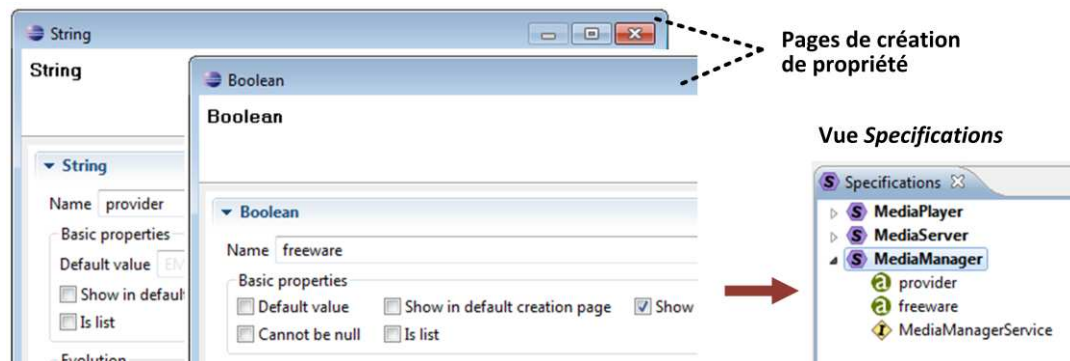 String
String
String
Name provider
Basic properties
Default value
Show in
Is list
Boolean
Boolean
Boolean
Name freeware
Basic properties
Default value Show in default creation page Show
Cannot be null Is list
Pages de création
de propriété
Vue Specifications
Specifications
MediaPlayer
MediaServer
MediaManager
provider
freeware
MediaManagerService